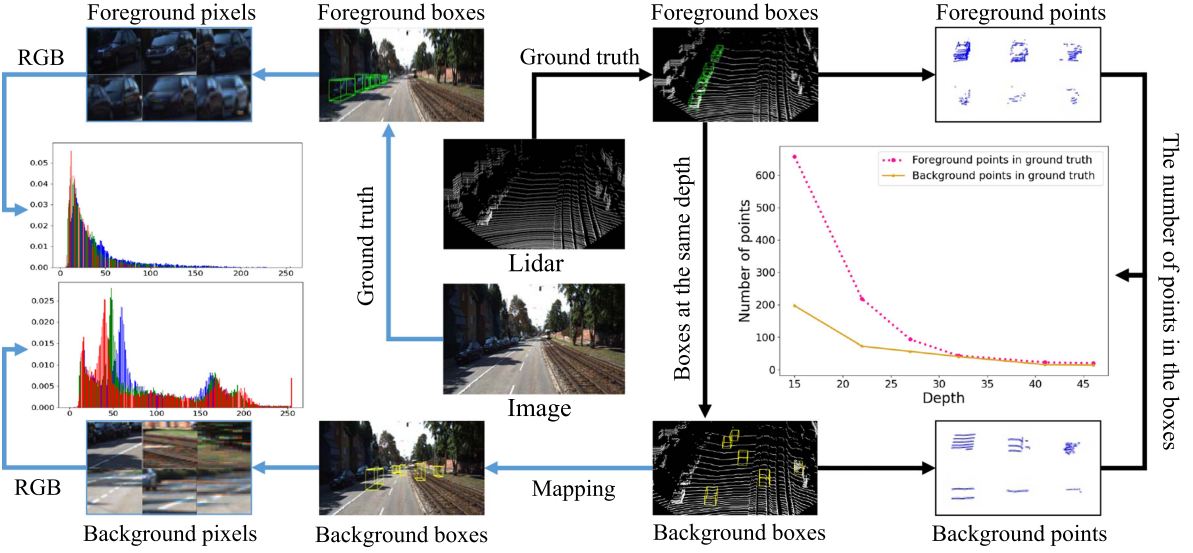 Foreground pixels
Foreground boxes
Foreground boxes
Foreground points
RGB
Ground truth
0.05
0.04
0.03
0.02
0.01
0.00
0
50
100
150
200
250
Ground truth
Lidar
Boxes at the same depth
Number of points
600
500
400
300
200
100
0
Foreground points in ground truth
Background points in ground truth
15
20
25
30
35
40
45
Depth
The number of points in the boxes
0.025
0.020
0.015
0.010
0.005
0.000
0
50
100
150
200
250
Image
RGB
Mapping
Background pixels
Background boxes
Background boxes
Background points